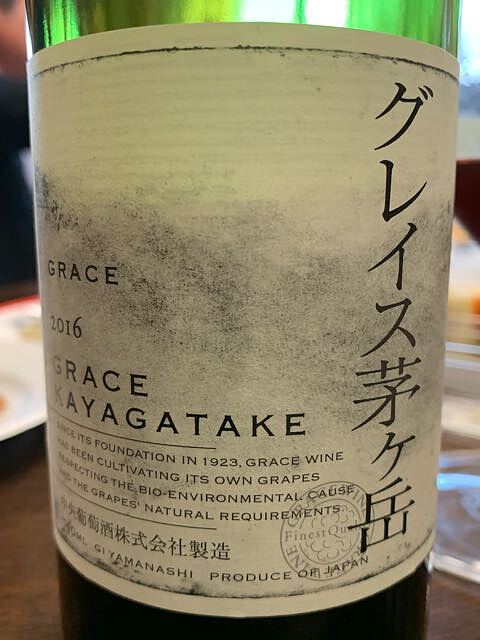 グレイス茅ヶ岳
GRACE
2016
GRACE
KAYAGATAKE
SINCE ITS FOUNDATION IN 1923, GRACE WINE
HAS BEEN CULTIVATING ITS OWN GRAPES
RESPECTING THE BIO-ENVIRONMENTAL CAUSE
AND THE GRAPES' NATURAL REQUIREMENTS.
中央葡萄酒株式会社製造
GI YAMANASHI PRODUCE OF JAPAN
Finest Qu